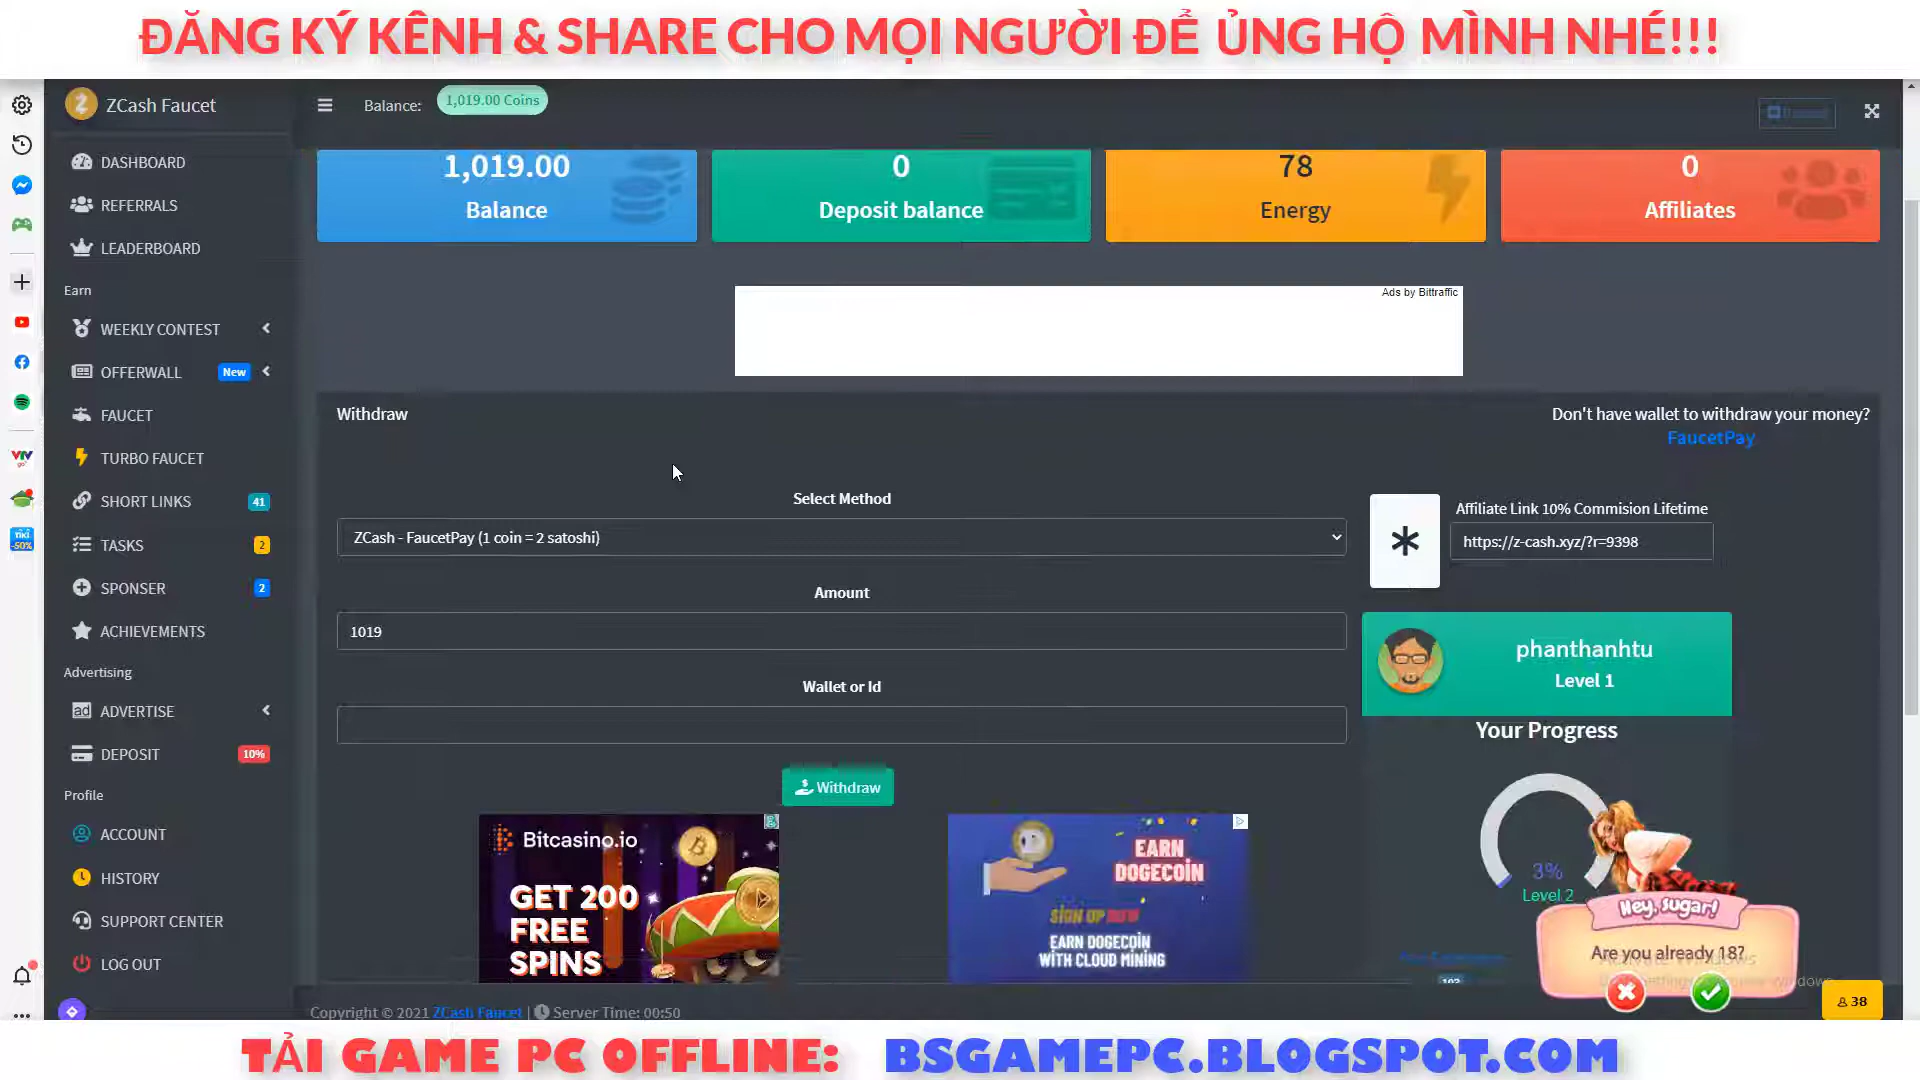 ĐĂNG KÝ KÊNH & SHARE CHO MỌI NGƯỜI ĐỂ ỦNG HỘ MÌNH NHÉ!!!
ZCash Faucet
Balance:
1,019.00 Coins
DASHBOARD
REFERRALS
LEADERBOARD
Earn
WEEKLY CONTEST
OFFERWALL New
FAUCET
TURBO FAUCET
SHORT LINKS 41
TASKS 2
SPONSER 2
ACHIEVEMENTS
Advertising
ADVERTISE
DEPOSIT 10%
Profile
ACCOUNT
HISTORY
SUPPORT CENTER
LOG OUT
VTV
go
TIKI
-50%
1,019.00
Balance
0
Deposit balance
78
Energy
0
Affiliates
Ads by Bittraffic
Withdraw
Don't have wallet to withdraw your money?
FaucetPay
Select Method
ZCash - FaucetPay (1 coin = 2 satoshi)
Amount
1019
Wallet or Id
Withdraw
Affiliate Link 10% Commision Lifetime
https://z-cash.xyz/?r=9398
phanthanhtu
Level 1
Your Progress
3%
Level 2
Bitcasino.io
GET 200
FREE
SPINS
EARN
DOGECOIN
SIGN UP NOW
EARN DOGECOIN
WITH CLOUD MINING
Hey, sugar!
Are you already 18?
38
Copyright © 2021 ZCash Faucet | Server Time: 00:50
TẢI GAME PC OFFLINE: BSGAMEPC.BLOGSPOT.COM